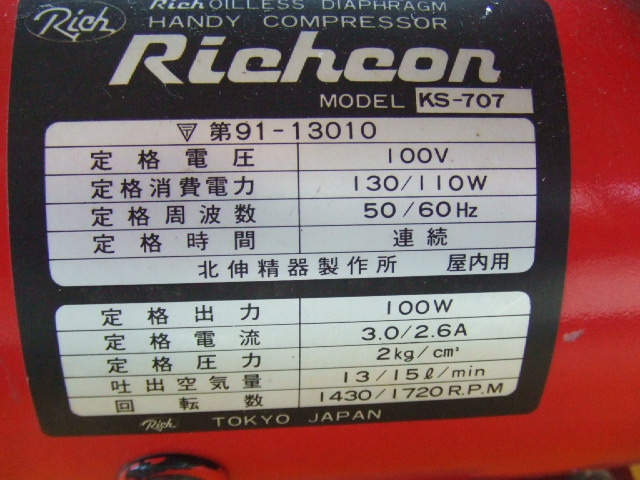 Rich
Rich OILLESS DIAPHRAGM
HANDY COMPRESSOR
Richcon
MODEL KS-707
〒 第91-13010
定格電圧 100V
定格消費電力 130/110W
定格周波数 50/60Hz
定格時間 連続
北伸精器製作所 屋内用
定格出力 100W
定格電流 3.0/2.6A
定格圧力 2kg/cm²
吐出空気量 13/15ℓ/min
回転数 1430/1720R.P.M
Rich TOKYO JAPAN